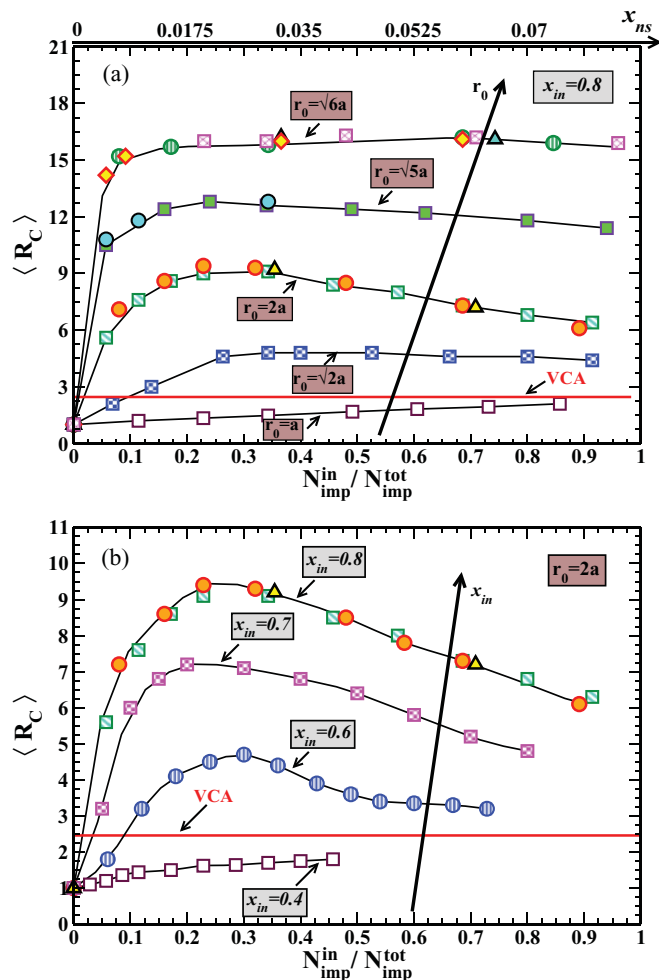 0 0.0175 0.035 0.0525 0.07 x_ns
21
(a)
r₀
x_in=0.8
18
r₀=√6a
15
r₀=√5a
12
⟨ R_C ⟩
9
r₀=2a
6
r₀=√2a
VCA
3
r₀=a
0
0 0.1 0.2 0.3 0.4 0.5 0.6 0.7 0.8 0.9 1
N_imp^in / N_imp^tot
11
(b)
x_in
r₀=2a
10
x_in=0.8
9
8
x_in=0.7
7
6
⟨ R_C ⟩
5
x_in=0.6
4
VCA
3
2
1
x_in=0.4
0
0 0.1 0.2 0.3 0.4 0.5 0.6 0.7 0.8 0.9 1
N_imp^in / N_imp^tot